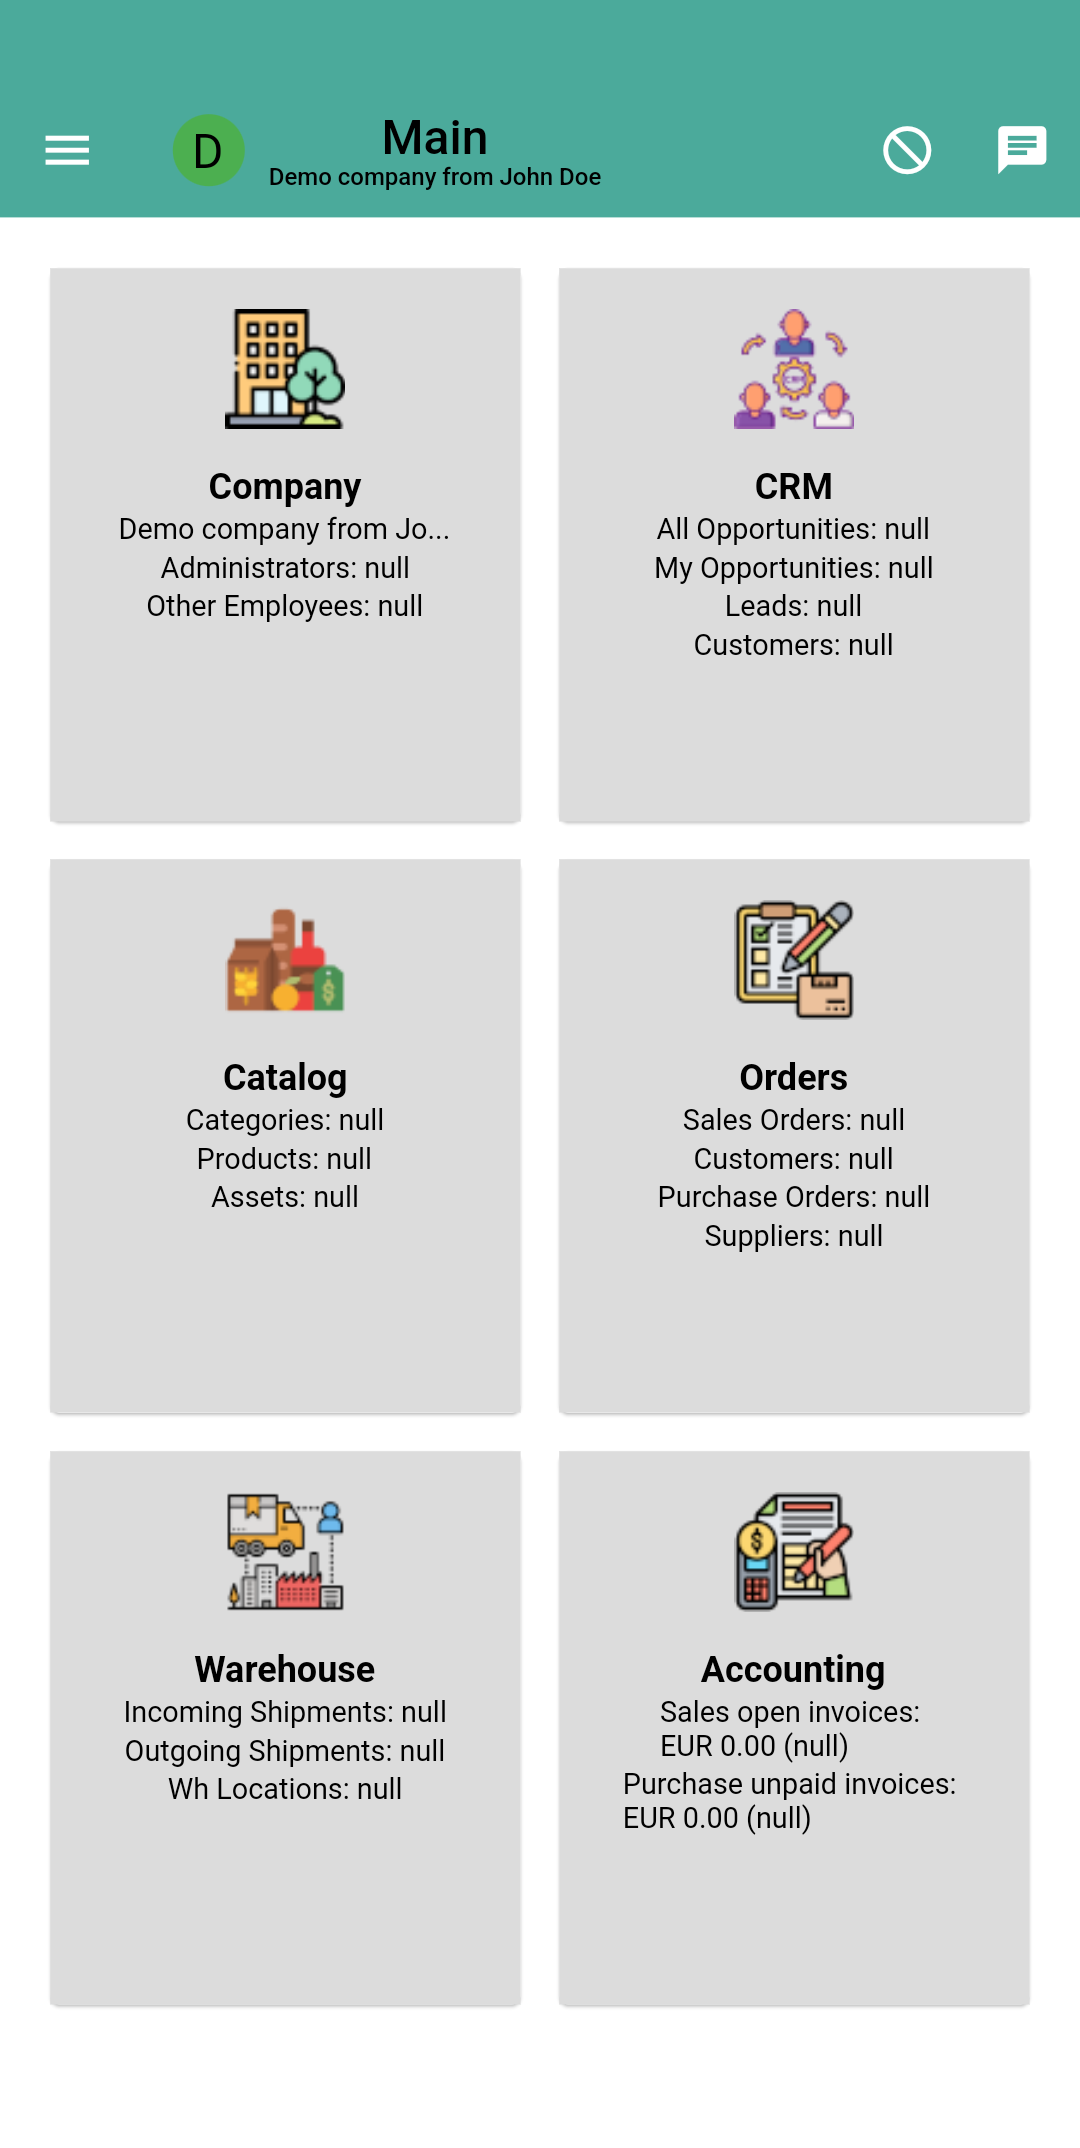 D
Main
Demo company from John Doe
Company
Demo company from Jo...
Administrators: null
Other Employees: null
CRM
All Opportunities: null
My Opportunities: null
Leads: null
Customers: null
Catalog
Categories: null
Products: null
Assets: null
Orders
Sales Orders: null
Customers: null
Purchase Orders: null
Suppliers: null
Warehouse
Incoming Shipments: null
Outgoing Shipments: null
Wh Locations: null
Accounting
Sales open invoices:
EUR 0.00 (null)
Purchase unpaid invoices:
EUR 0.00 (null)